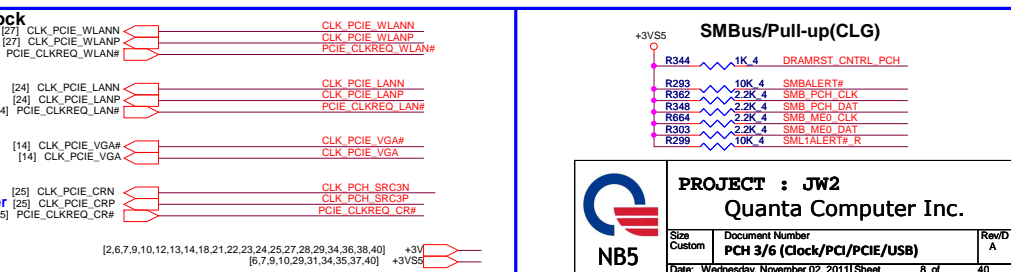 ock
[27] CLK_PCIE_WLANN CLK_PCIE_WLANN
[27] CLK_PCIE_WLANP CLK_PCIE_WLANP
PCIE_CLKREQ_WLAN# PCIE_CLKREQ_WLAN#
[24] CLK_PCIE_LANN CLK_PCIE_LANN
[24] CLK_PCIE_LANP CLK_PCIE_LANP
4] PCIE_CLKREQ_LAN# PCIE_CLKREQ_LAN#
[14] CLK_PCIE_VGA# CLK_PCIE_VGA#
[14] CLK_PCIE_VGA CLK_PCIE_VGA
[25] CLK_PCIE_CRN CLK_PCH_SRC3N
er [25] CLK_PCIE_CRP CLK_PCH_SRC3P
5] PCIE_CLKREQ_CR# PCIE_CLKREQ_CR#
[2,6,7,9,10,12,13,14,18,21,22,23,24,25,27,28,29,34,36,38,40] +3V
[6,7,9,10,29,31,34,35,37,40] +3VS5
SMBus/Pull-up(CLG)
+3VS5
R344 1K_4 DRAMRST_CNTRL_PCH
R293 10K_4 SMBALERT#
R362 2.2K_4 SMB_PCH_CLK
R348 2.2K_4 SMB_PCH_DAT
R664 2.2K_4 SMB_ME0_CLK
R303 2.2K_4 SMB_ME0_DAT
R299 10K_4 SML1ALERT#_R
NB5
PROJECT : JW2
Quanta Computer Inc.
Size Document Number Rev/D
Custom PCH 3/6 (Clock/PCI/PCIE/USB) A
Date: Wednesday, November 02, 2011 Sheet 8 of 40